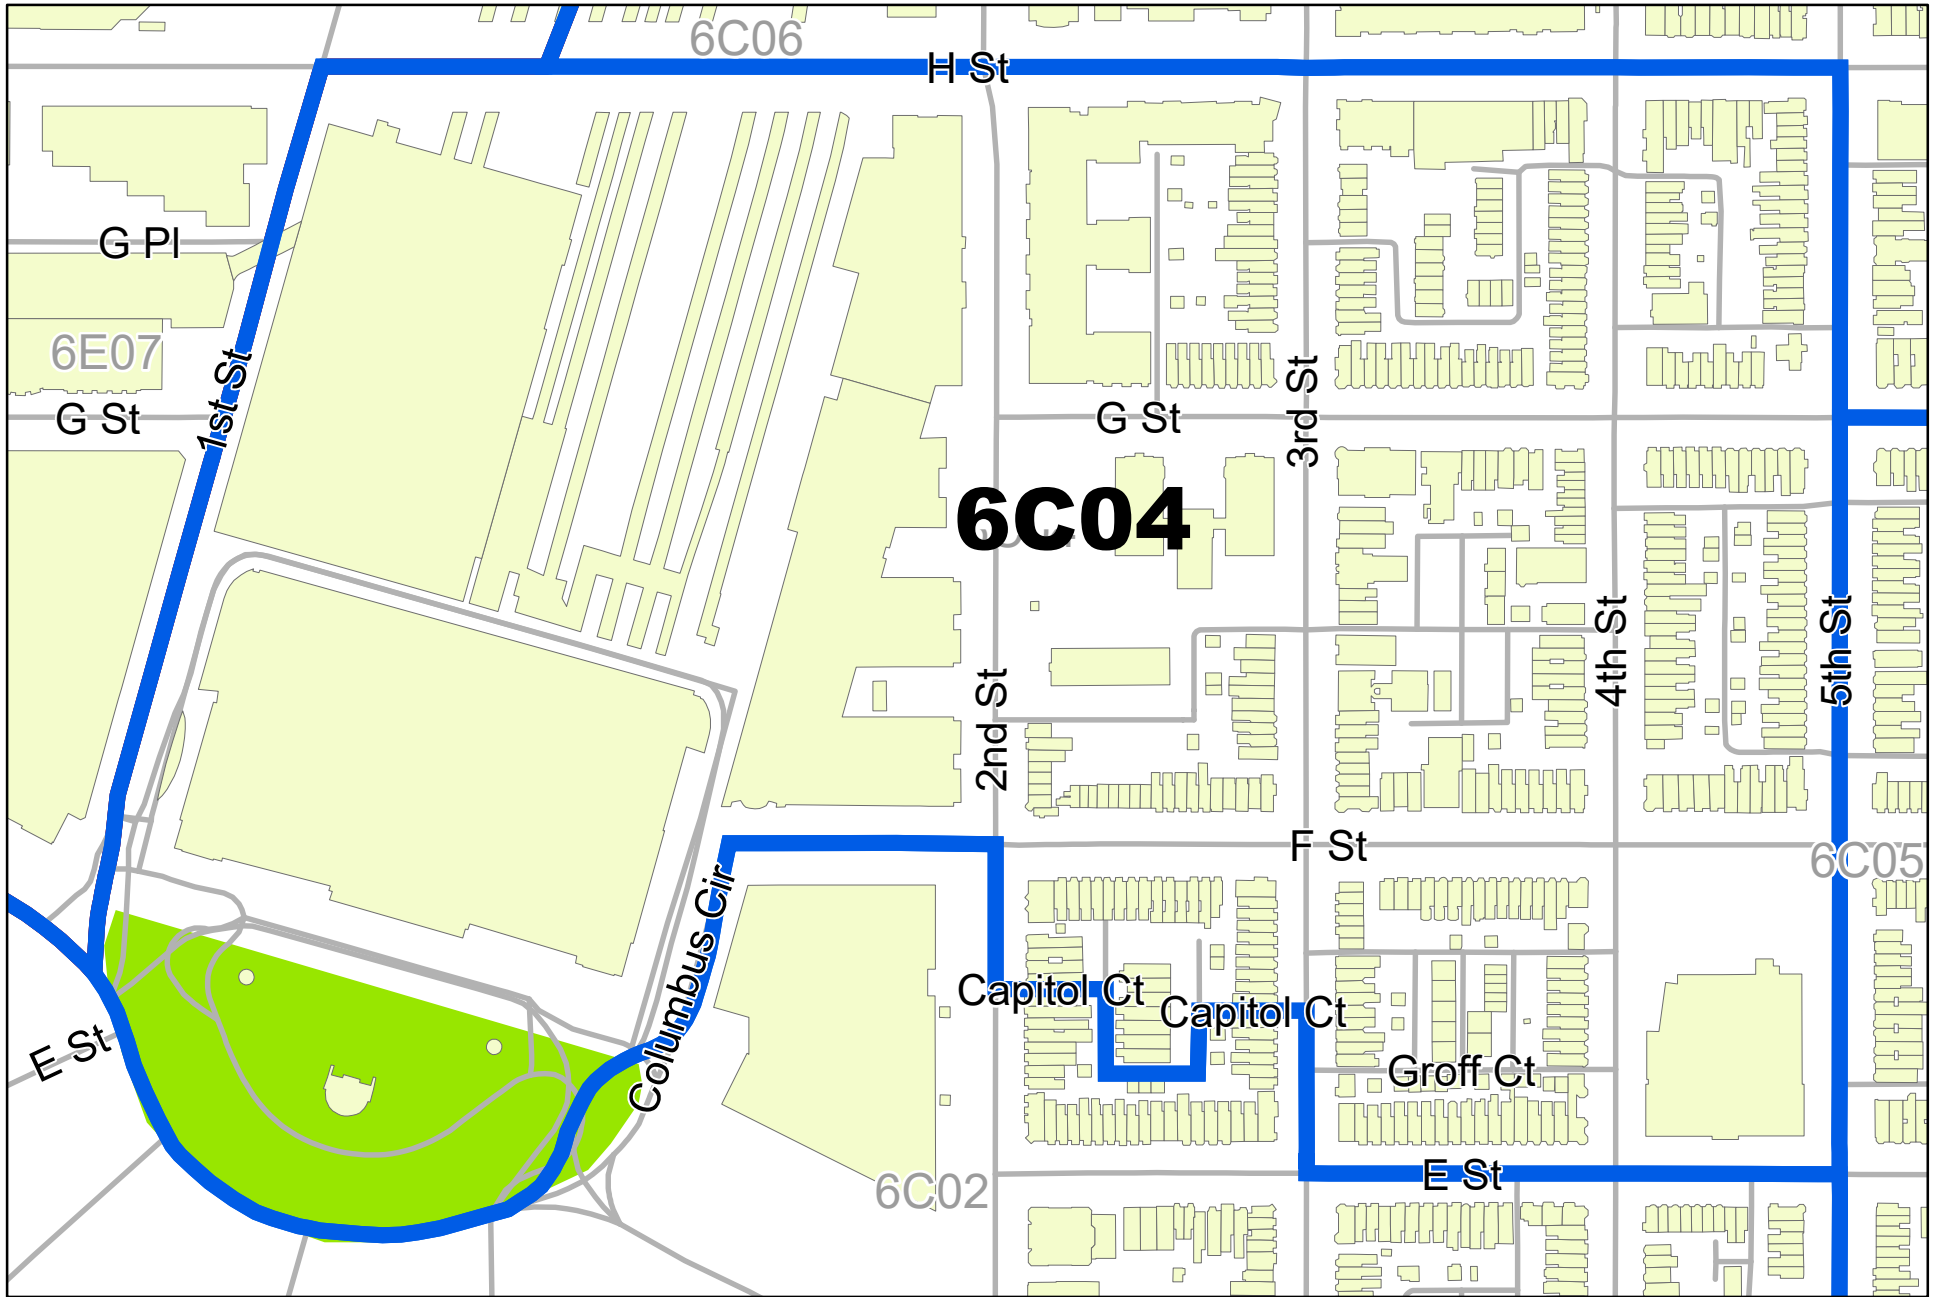 6C06
H St
G Pl
6E07
1st St
G St
G St
3rd St
6C04
4th St
5th St
2nd St
F St
6C05
Columbus Cir
Capitol Ct
Capitol Ct
E St
Groff Ct
E St
6C02